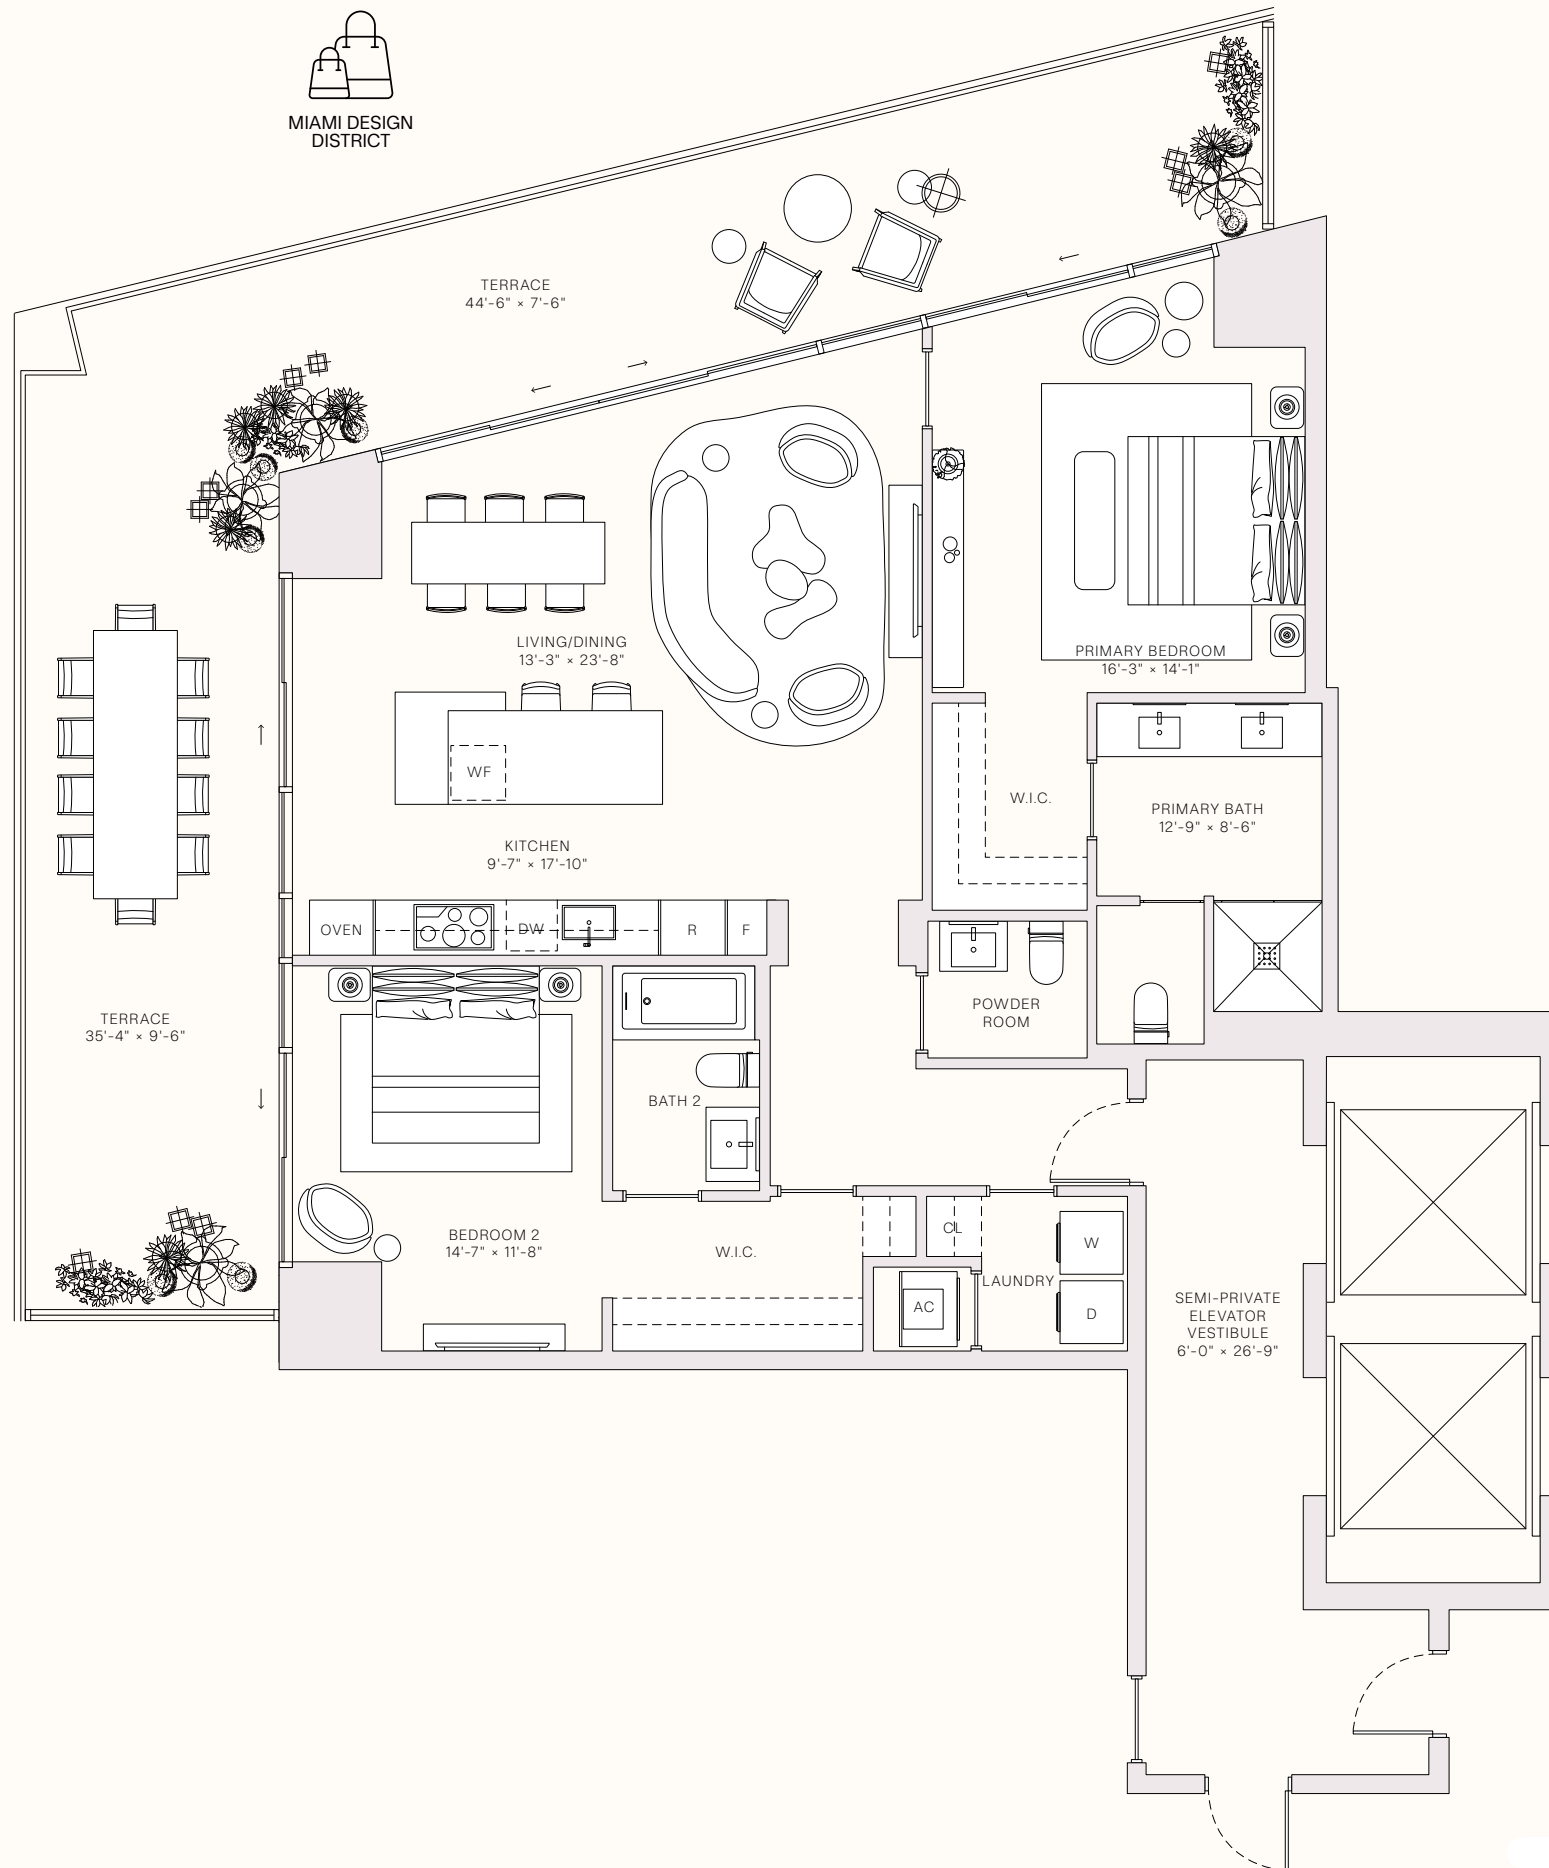 MIAMI DESIGN
DISTRICT
TERRACE
44'-6" × 7'-6"
LIVING/DINING
13'-3" × 23'-8"
PRIMARY BEDROOM
16'-3" × 14'-1"
WF
W.I.C.
PRIMARY BATH
12'-9" × 8'-6"
KITCHEN
9'-7" × 17'-10"
OVEN
DW
R
F
TERRACE
35'-4" × 9'-6"
POWDER
ROOM
BATH 2
BEDROOM 2
14'-7" × 11'-8"
W.I.C.
CL
W
LAUNDRY
AC
D
SEMI-PRIVATE
ELEVATOR
VESTIBULE
6'-0" × 26'-9"